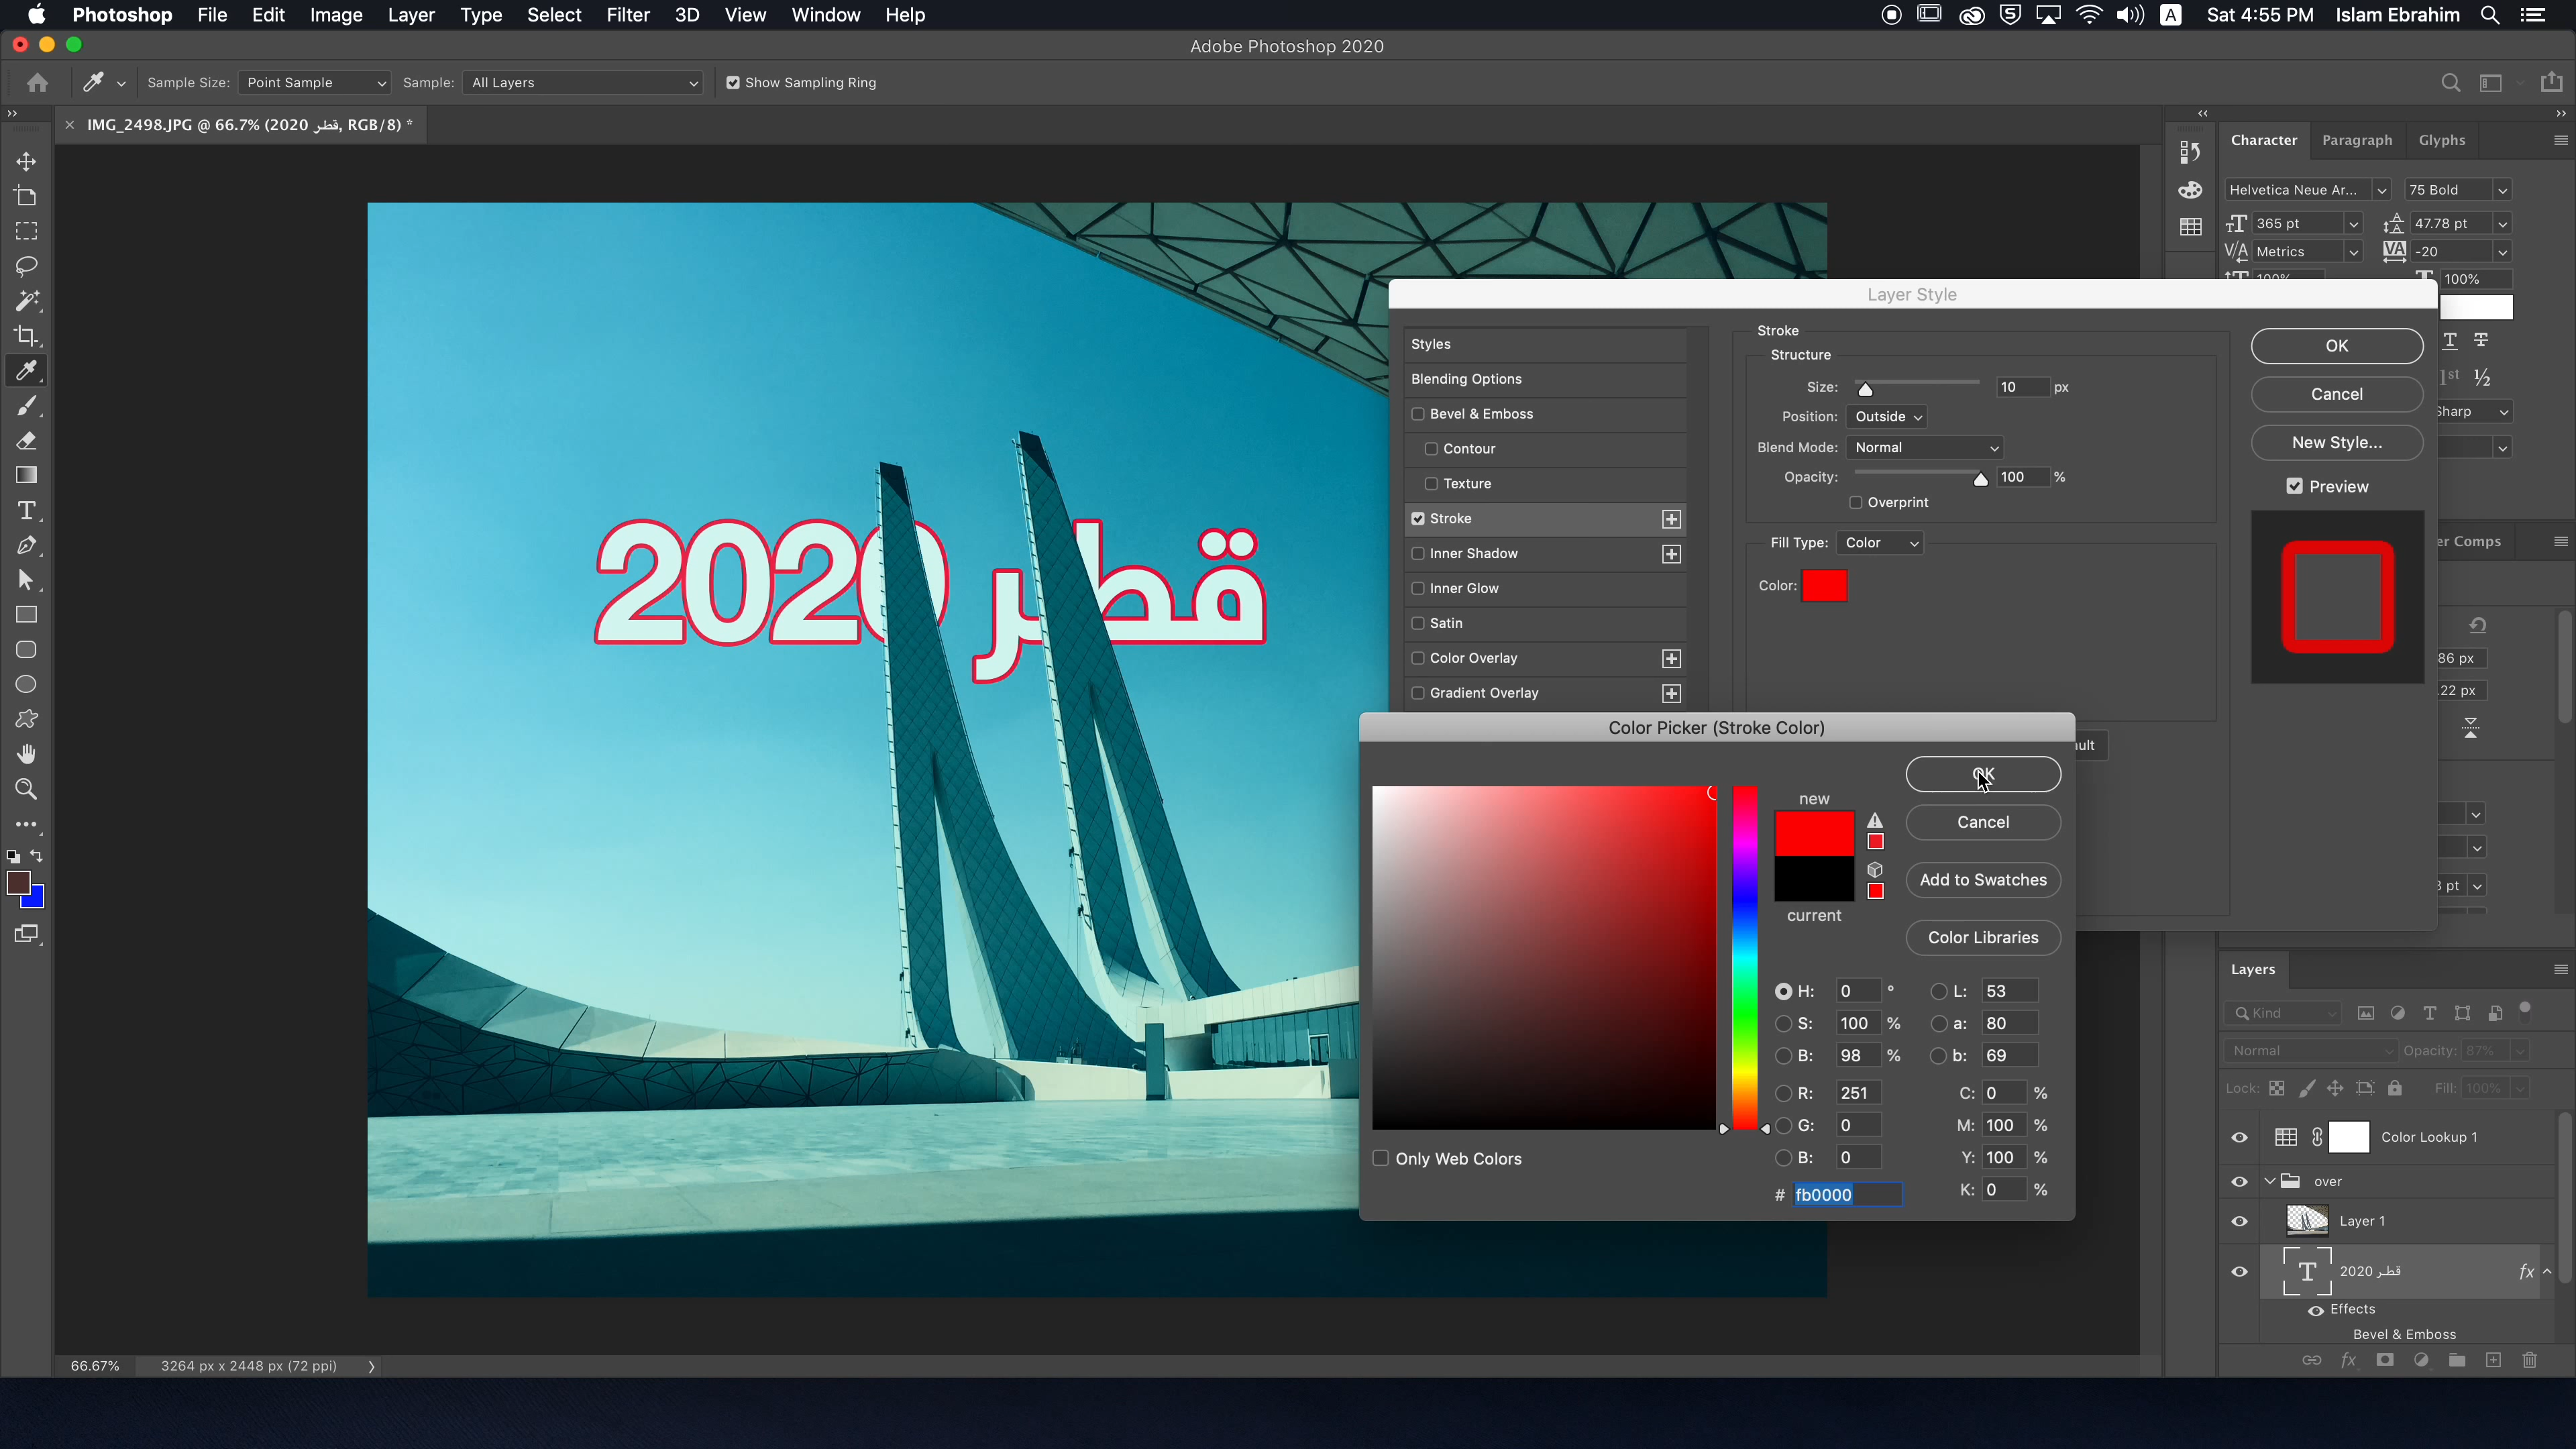 Photoshop File Edit Image Layer Type Select Filter 3D View Window Help
A Sat 4:55 PM Islam Ebrahim
Adobe Photoshop 2020
Sample Size: Point Sample Sample: All Layers Show Sampling Ring
IMG_2498.JPG @ 66.7% (2020 قطر, RGB/8) *
Character Paragraph Glyphs
Helvetica Neue Ar... 75 Bold
365 pt 47.78 pt
Metrics -20
100% 100%
Layer Style
Styles
Blending Options
Bevel & Emboss
Contour
Texture
Stroke
Inner Shadow
Inner Glow
Satin
Color Overlay
Gradient Overlay
Stroke
Structure
Size: 10 px
Position: Outside
Blend Mode: Normal
Opacity: 100 %
Overprint
Fill Type: Color
Color:
OK
Cancel
New Style...
Preview
1st ½
Sharp
er Comps
86 px
.22 px
ault
3 pt
قطر 2020
Color Picker (Stroke Color)
new
current
OK
Cancel
Add to Swatches
Color Libraries
H: 0 ° L: 53
S: 100 % a: 80
B: 98 % b: 69
R: 251 C: 0 %
G: 0 M: 100 %
B: 0 Y: 100 %
# fb0000 K: 0 %
Only Web Colors
Layers
Kind
Normal Opacity: 87%
Lock: Fill: 100%
Color Lookup 1
over
Layer 1
قطر 2020 fx
Effects
Bevel & Emboss
fx
66.67% 3264 px x 2448 px (72 ppi)